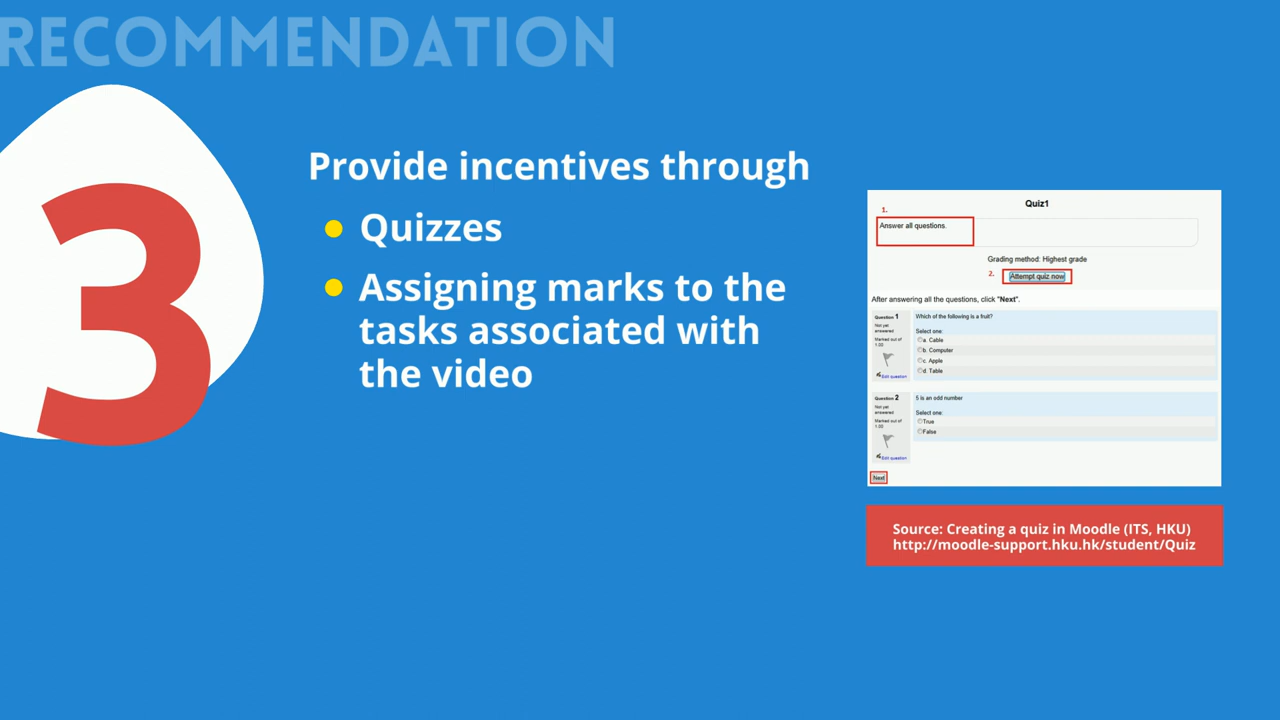 RECOMMENDATION
3
Provide incentives through
Quizzes
Assigning marks to the
tasks associated with
the video
Quiz1
1.
Answer all questions.
Grading method: Highest grade
2.
Attempt quiz now
After answering all the questions, click "Next".
Question 1
Not yet
answered
Marked out of
1.00
Edit question
Which of the following is a fruit?
Select one:
a. Cable
b. Computer
c. Apple
d. Table
Question 2
Not yet
answered
Marked out of
1.00
Edit question
5 is an odd number
Select one:
True
False
Next
Source: Creating a quiz in Moodle (ITS, HKU)
http://moodle-support.hku.hk/student/Quiz